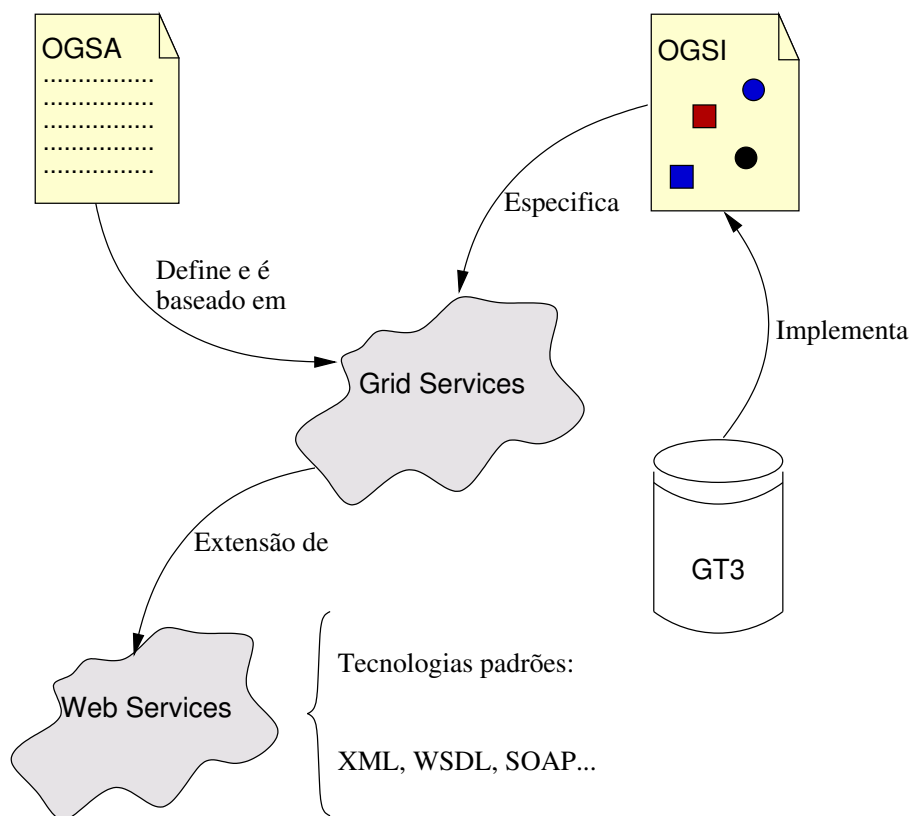 OGSA
OGSI
Especifica
Define e é
baseado em
Implementa
Grid Services
Extensão de
GT3
Tecnologias padrões:
Web Services
XML, WSDL, SOAP...